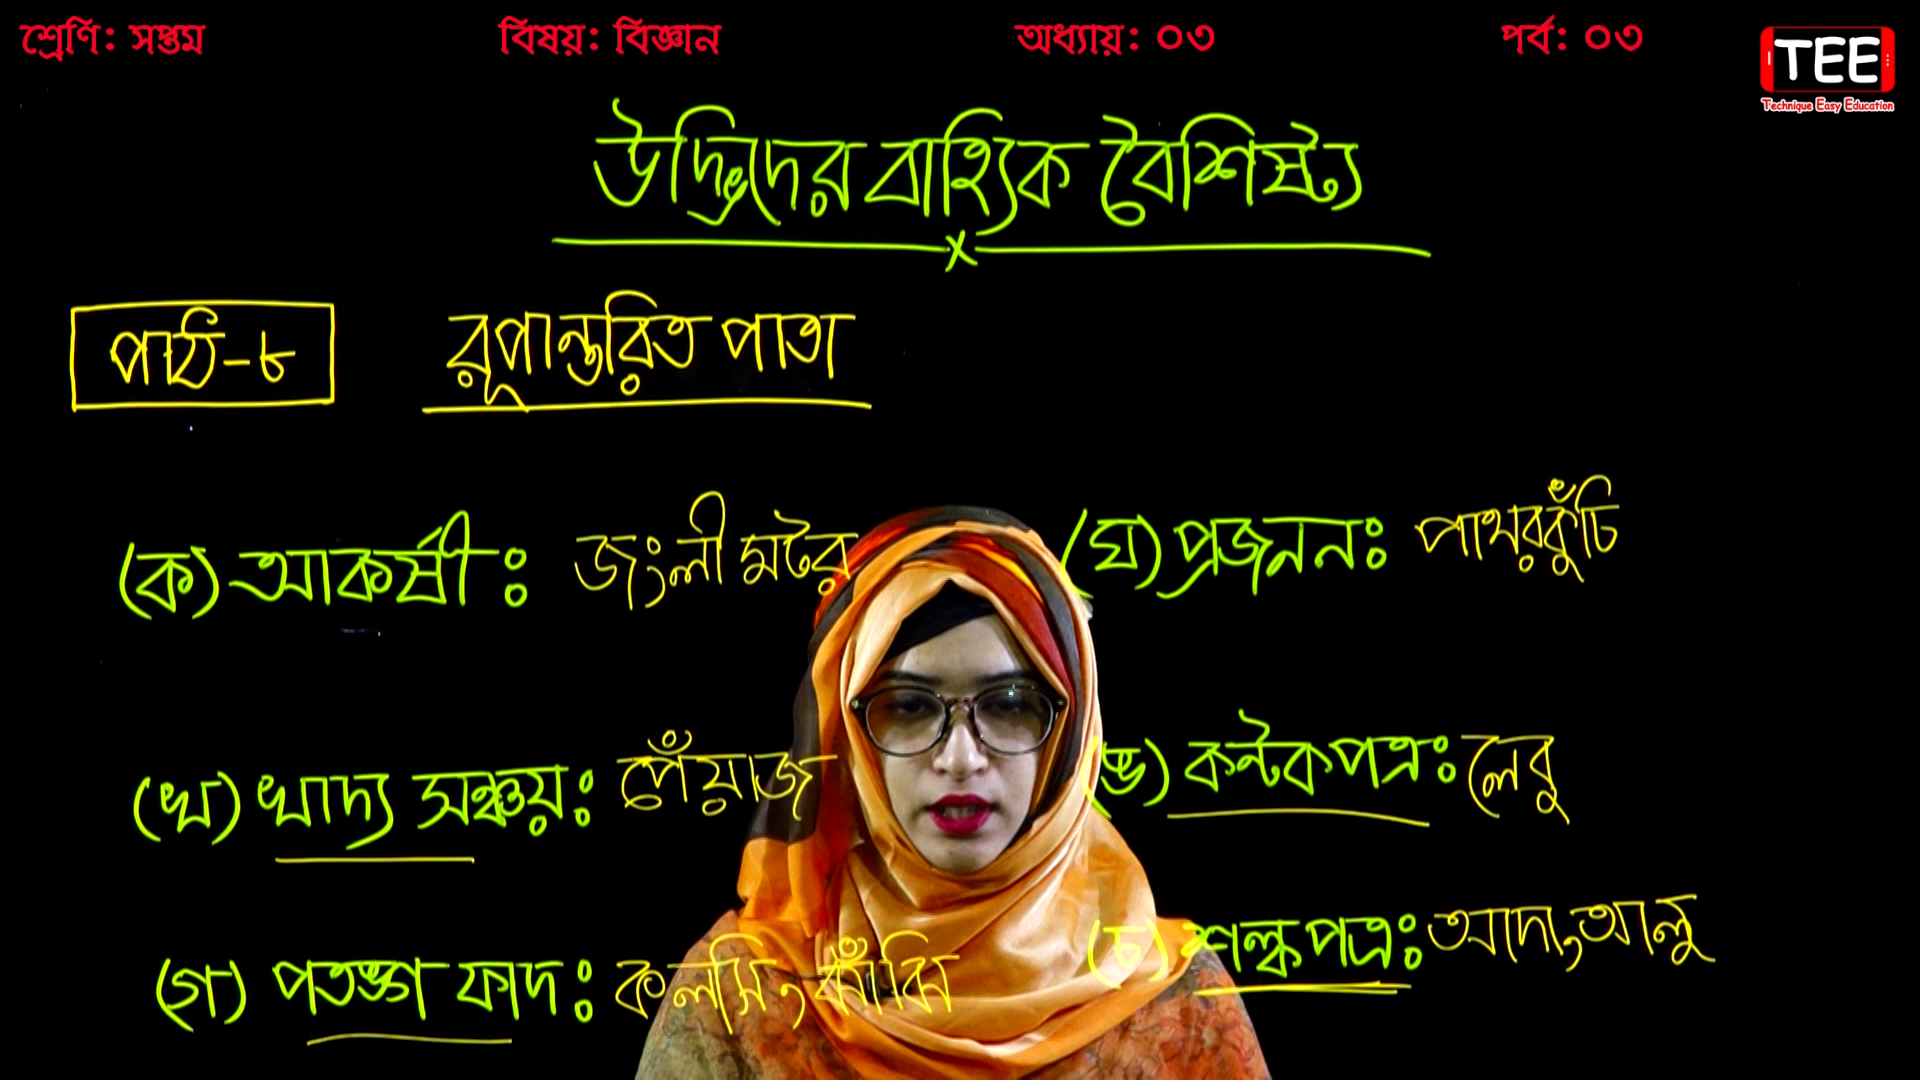 শ্রেণি: সপ্তম বিষয়: বিজ্ঞান অধ্যায়: ০৩ পর্ব: ০৩
TEE
Technique Easy Education
উদ্ভিদের বাহ্যিক বৈশিষ্ট্য
পাঠ-৮ রূপান্তরিত পাতা
(ক) আকর্ষী: জংলী মটর
(খ) খাদ্য সঞ্চয়: পেঁয়াজ
(গ) পতঙ্গ ফাদ: কলসি, ঝাঁঝি
(ঘ) প্রজনন: পাথরকুঁচি
(ঙ) কন্টকপত্র: লেবু
(চ) শল্কপত্র: আদা, আলু